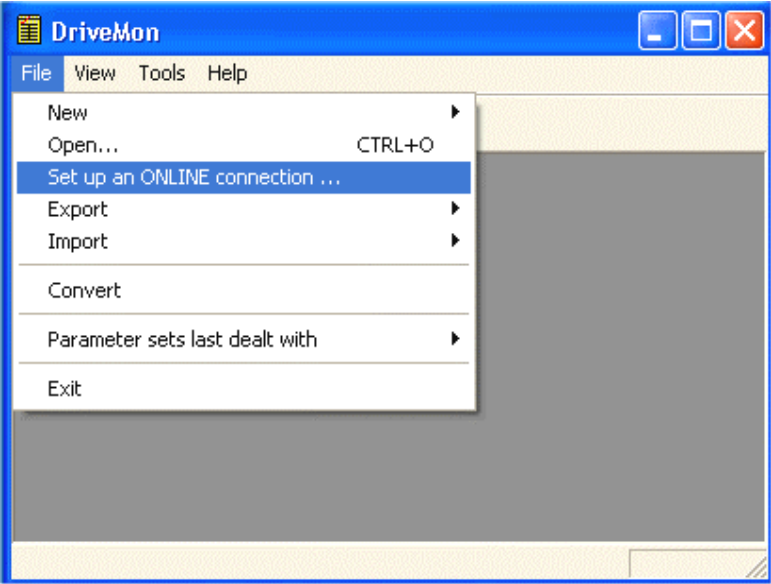 DriveMon
File View Tools Help
New
Open... CTRL+O
Set up an ONLINE connection ...
Export
Import
Convert
Parameter sets last dealt with
Exit